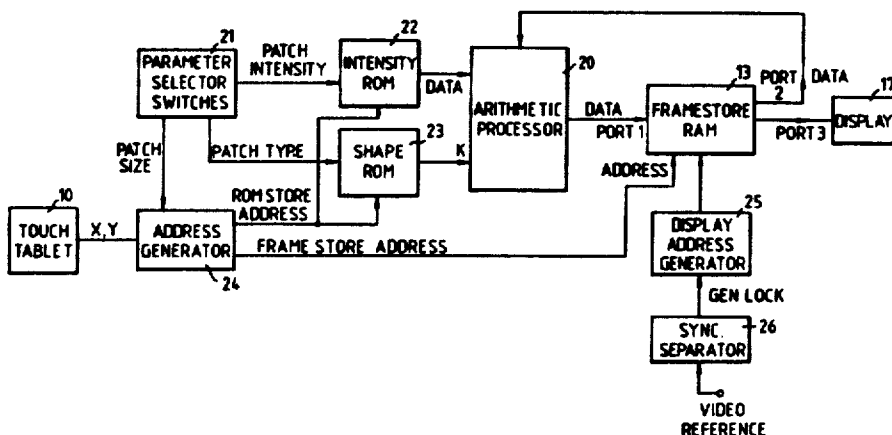 21
PARAMETER
SELECTOR
SWITCHES
PATCH
INTENSITY
22
INTENSITY
ROM
DATA
20
ARITHMETIC
PROCESSOR
DATA
PORT 1
13
FRAMESTORE
RAM
PORT
2
DATA
PORT 3
17
DISPLAY
PATCH
SIZE
PATCH TYPE
23
SHAPE
ROM
K
ADDRESS
10
TOUCH
TABLET
X,Y
ADDRESS
GENERATOR
24
ROM STORE
ADDRESS
FRAME STORE ADDRESS
25
DISPLAY
ADDRESS
GENERATOR
GEN LOCK
SYNC.
SEPARATOR
26
VIDEO
REFERENCE